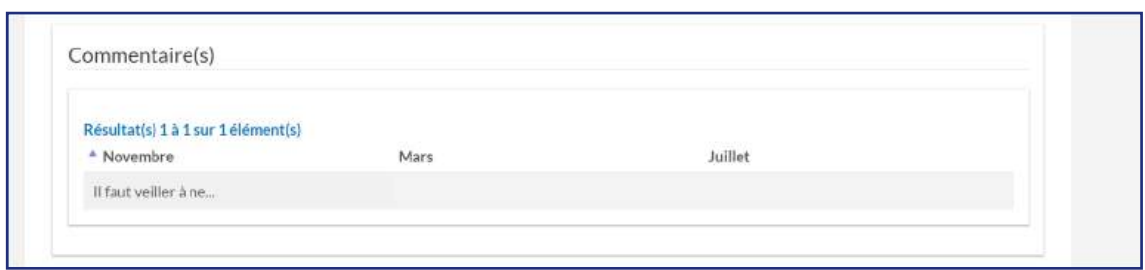 Commentaire(s)
Résultat(s) 1 à 1 sur 1 élément(s)
Novembre Mars Juillet
Il faut veiller à ne...